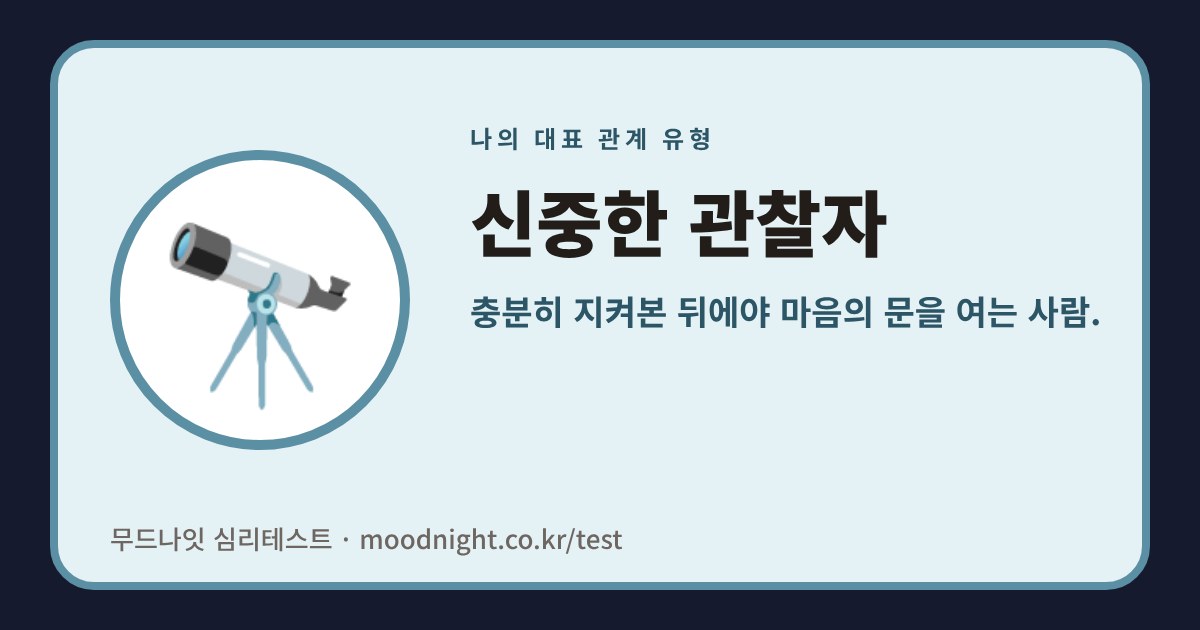 나의 대표 관계 유형
신중한 관찰자
충분히 지켜본 뒤에야 마음의 문을 여는 사람.
무드나잇 심리테스트 · moodnight.co.kr/test